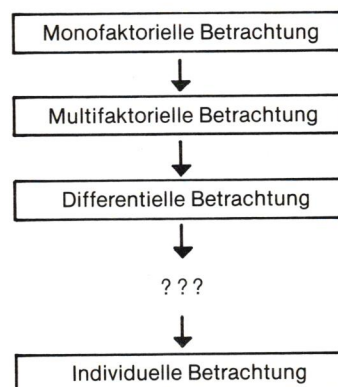 Monofaktorielle Betrachtung
Multifaktorielle Betrachtung
Differentielle Betrachtung
? ? ?
Individuelle Betrachtung